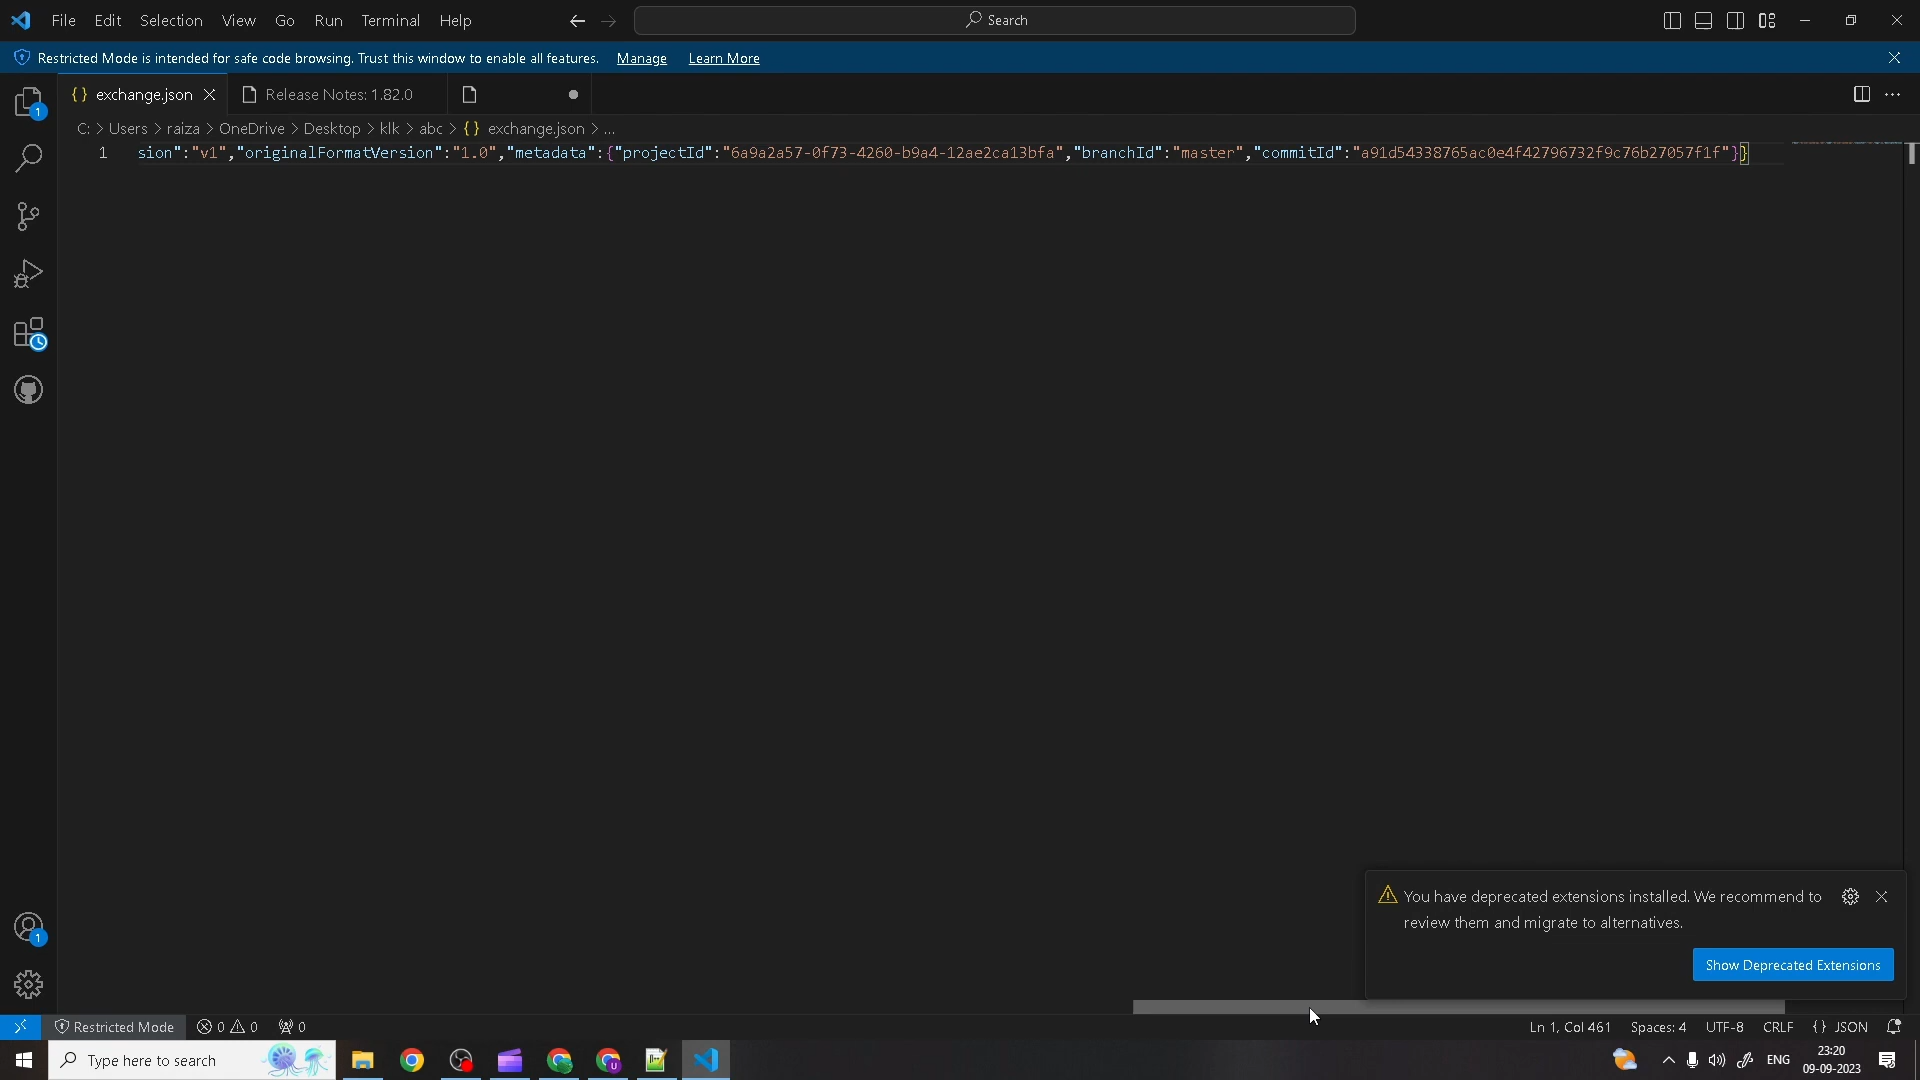 File Edit Selection View Go Run Terminal Help Search
Restricted Mode is intended for safe code browsing. Trust this window to enable all features. Manage Learn More
1 {} exchange.json Release Notes: 1.82.0
C: > Users > raiza > OneDrive > Desktop > klk > abc > {} exchange.json > ...
1 sion":"v1","originalFormatVersion":"1.0","metadata":{"projectId":"6a9a2a57-0f73-4260-b9a4-12ae2ca13bfa","branchId":"master","commitId":"a91d54338765ac0e4f42796732f9c76b27057f1f"}}
You have deprecated extensions installed. We recommend to
review them and migrate to alternatives.
Show Deprecated Extensions
1
Restricted Mode 0 0 0 Ln 1, Col 461 Spaces: 4 UTF-8 CRLF {} JSON
Type here to search ENG 23:20
09-09-2023